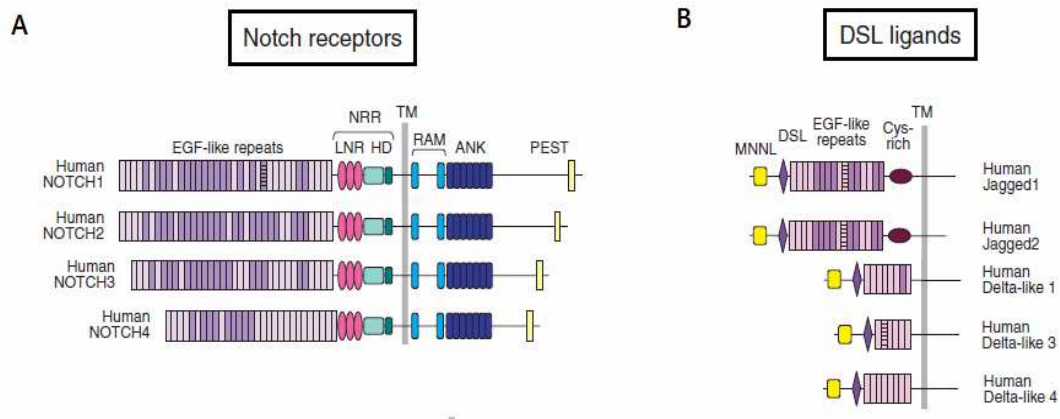 A
Notch receptors
NRR
TM
EGF-like repeats
LNR HD
RAM
ANK
PEST
Human
NOTCH1
Human
NOTCH2
Human
NOTCH3
Human
NOTCH4
B
DSL ligands
TM
MNNL
DSL
EGF-like
repeats
Cys-
rich
Human
Jagged1
Human
Jagged2
Human
Delta-like 1
Human
Delta-like 3
Human
Delta-like 4